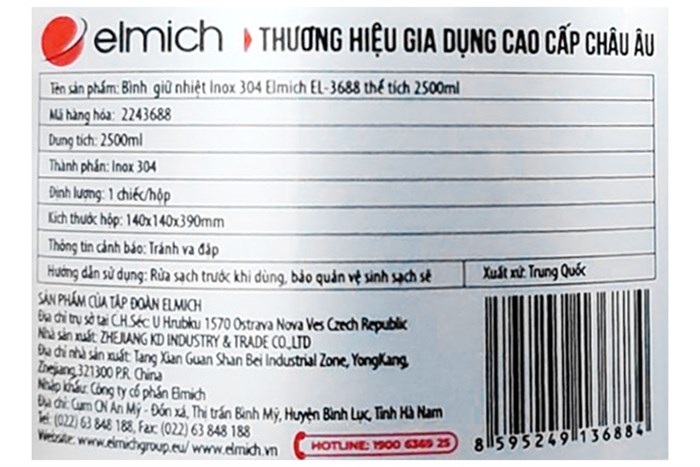 elmich THƯƠNG HIỆU GIA DỤNG CAO CẤP CHÂU ÂU
Tên sản phẩm: Bình giữ nhiệt Inox 304 Elmich EL-3688 thể tích 2500ml
Mã hàng hóa: 2243688
Dung tích: 2500ml
Thành phần: Inox 304
Định lượng: 1 chiếc/hộp
Kích thước hộp: 140x140x390mm
Thông tin cảnh báo: Tránh va đập
Hướng dẫn sử dụng: Rửa sạch trước khi dùng, bảo quản vệ sinh sạch sẽ
Xuất xứ: Trung Quốc
SẢN PHẨM CỦA TẬP ĐOÀN ELMICH
Địa chỉ trụ sở tại C.H.Séc: U Hrubku 1570 Ostrava Nova Ves Czech Republic
Nhà sản xuất: ZHEJIANG KD INDUSTRY & TRADE CO.,LTD
Địa chỉ nhà sản xuất: Tang Xian Guan Shan Bei Industrial Zone, YongKang,
Zhejiang,321300 P.R. China
Nhập khẩu: Công ty cổ phần Elmich
Địa chỉ: Cụm CN An Mỹ - Đồn xá, Thị trấn Bình Mỹ, Huyện Bình Lục, Tỉnh Hà Nam
Tel: (022) 63 848 188, Fax: (022) 63 848 188
Website: www.elmichgroup.eu/ www.elmich.vn
HOTLINE: 1900 6369 25
8 595249 136884